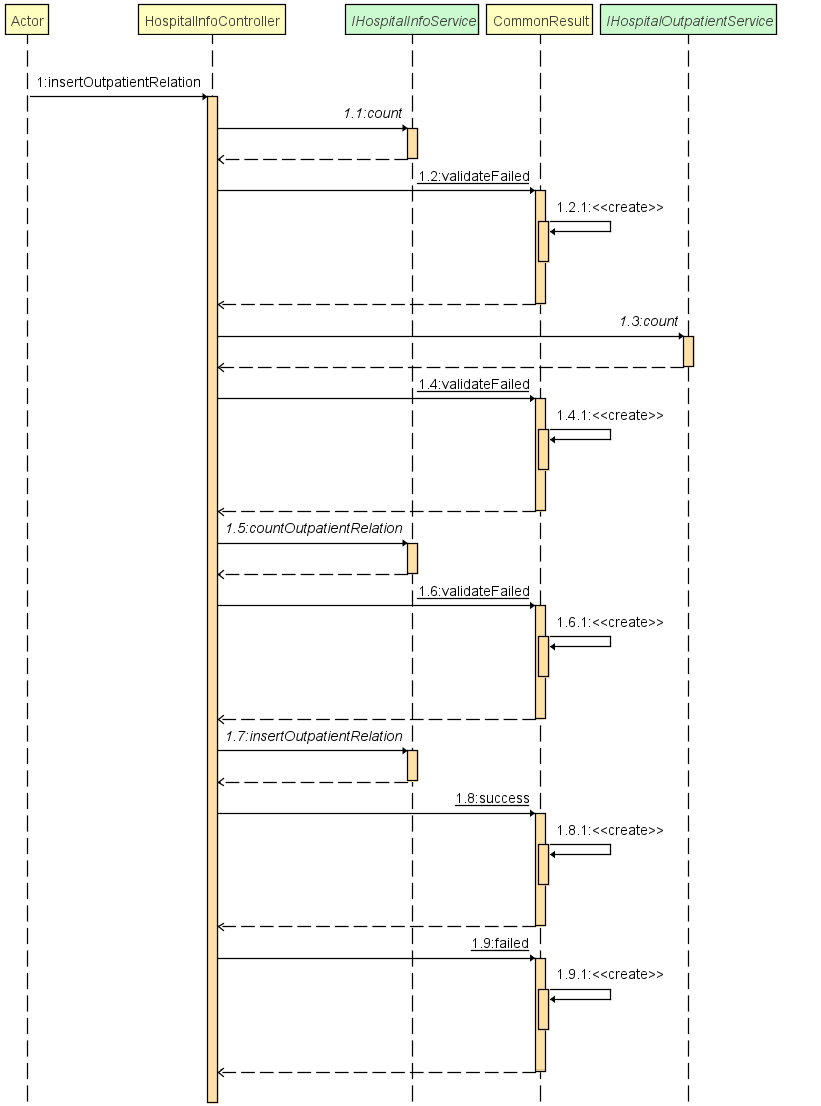 Actor
HospitalInfoController
IHospitalInfoService
CommonResult
IHospitalOutpatientService
1:insertOutpatientRelation
1.1:count
1.2:validateFailed
1.2.1:<<create>>
1.3:count
1.4:validateFailed
1.4.1:<<create>>
1.5:countOutpatientRelation
1.6:validateFailed
1.6.1:<<create>>
1.7:insertOutpatientRelation
1.8:success
1.8.1:<<create>>
1.9:failed
1.9.1:<<create>>